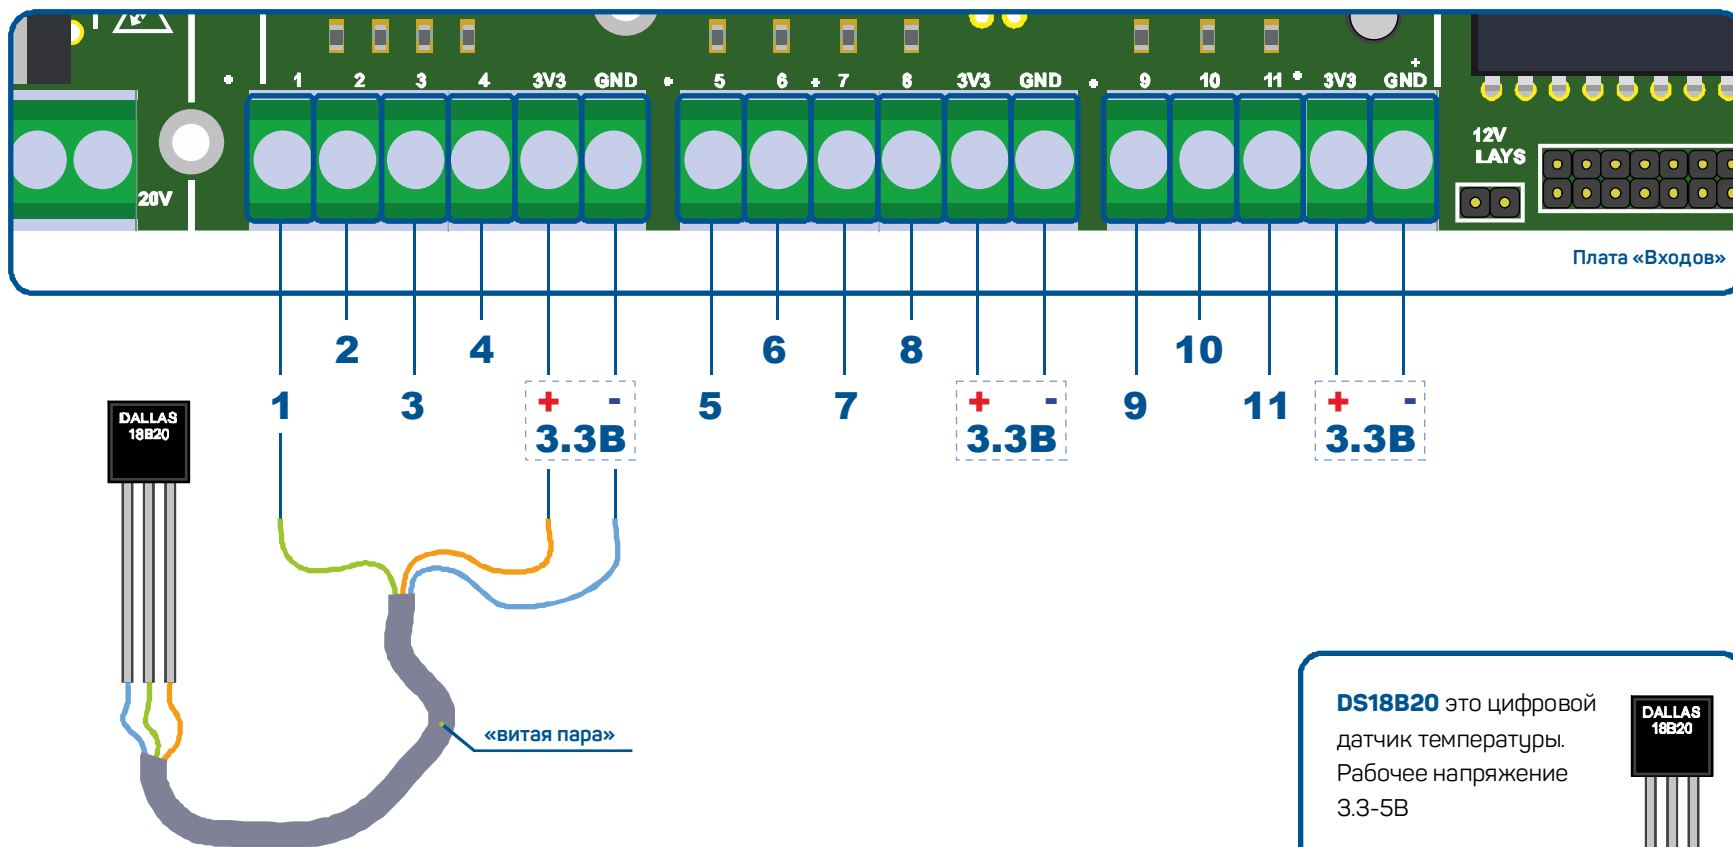 1 2 3 4 3V3 GND 5 6 7 8 3V3 GND 9 10 11 3V3 GND
12V
LAYS
20V
Плата «Входов»
2 4 6 8 10
1 3 + - 5 7 + - 9 11 + -
3.3В 3.3В 3.3В
DALLAS
18B20
«витая пара»
DS18B20 это цифровой
датчик температуры.
Рабочее напряжение
3.3-5В
DALLAS
18B20